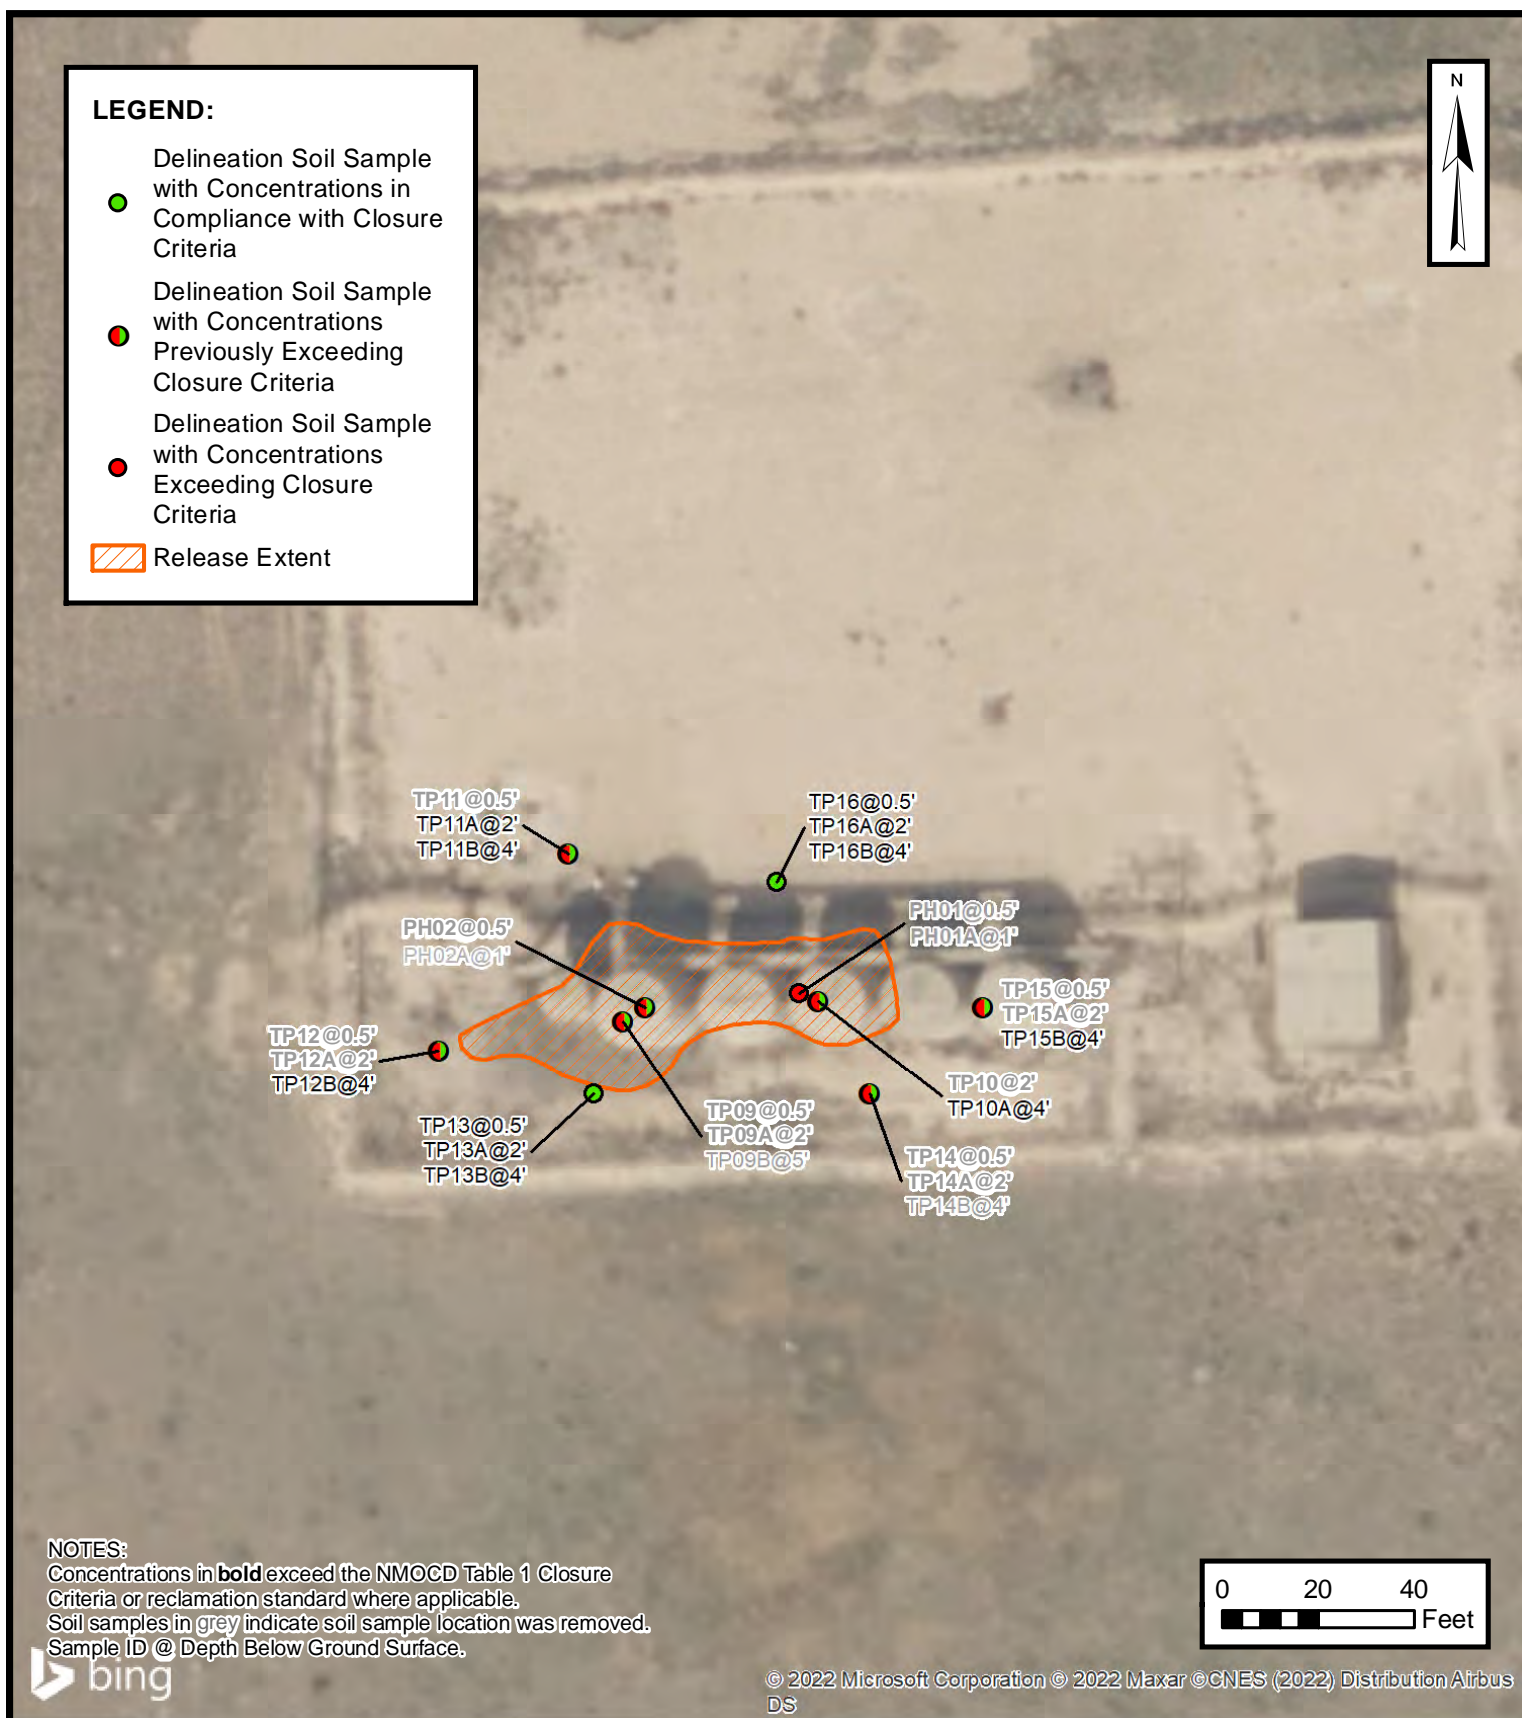 LEGEND:
Delineation Soil Sample
with Concentrations in
Compliance with Closure
Criteria
Delineation Soil Sample
with Concentrations
Previously Exceeding
Closure Criteria
Delineation Soil Sample
with Concentrations
Exceeding Closure
Criteria
Release Extent
N
TP11@0.5'
TP11A@2'
TP11B@4'
TP16@0.5'
TP16A@2'
TP16B@4'
PH02@0.5'
PH02A@1'
PH01@0.5'
PH01A@1'
TP15@0.5'
TP15A@2'
TP15B@4'
TP12@0.5'
TP12A@2'
TP12B@4'
TP10@2'
TP10A@4'
TP13@0.5'
TP13A@2'
TP13B@4'
TP09@0.5'
TP09A@2'
TP09B@5'
TP14@0.5'
TP14A@2'
TP14B@4'
NOTES:
Concentrations in bold exceed the NMOCD Table 1 Closure
Criteria or reclamation standard where applicable.
Soil samples in grey indicate soil sample location was removed.
Sample ID @ Depth Below Ground Surface.
bing
0 20 40
Feet
© 2022 Microsoft Corporation © 2022 Maxar ©CNES (2022) Distribution Airbus
DS